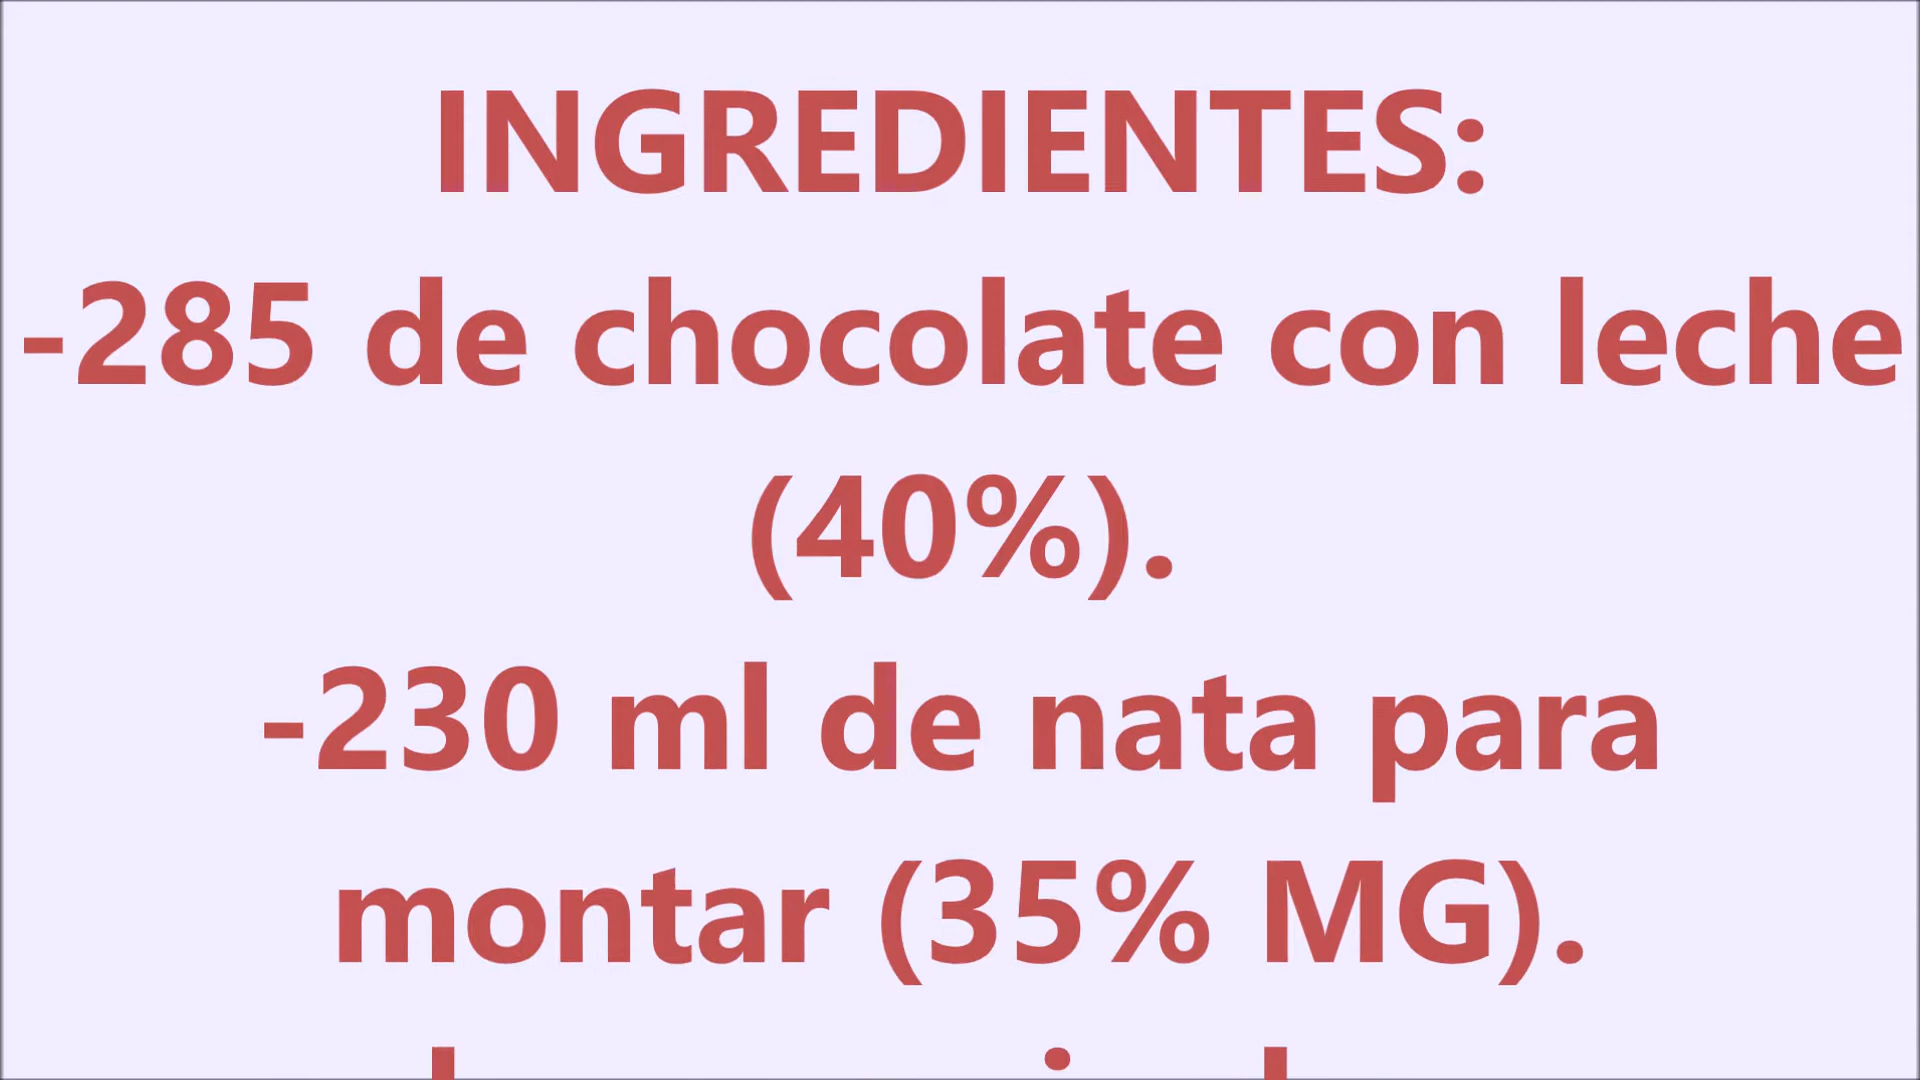 INGREDIENTES:
-285 de chocolate con leche
(40%).
-230 ml de nata para
montar (35% MG).